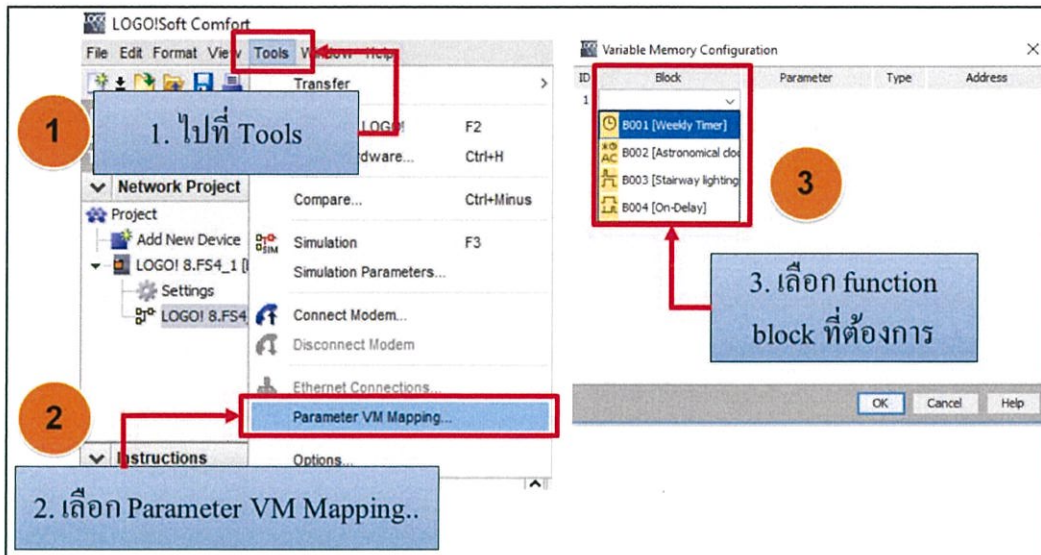 LOGO!Soft Comfort
File Edit Format View Tools Window Help
Transfer
1
1. ไปที่ Tools
LOGO! F2
Ctrl+H
Network Project
Compare... Ctrl+Minus
Project
Add New Device
Simulation F3
LOGO! 8.FS4_1
Simulation Parameters...
Settings
LOGO! 8.FS4
Connect Modem...
Disconnect Modem
Ethernet Connections...
2
Parameter VM Mapping...
Instructions
Options...
2. เลือก Parameter VM Mapping..
Variable Memory Configuration
ID Block Parameter Type Address
1
B001 [Weekly Timer]
AC B002 [Astronomical clo
B003 [Stairway lighting
B004 [On-Delay]
3
3. เลือก function
block ที่ต้องการ
OK Cancel Help